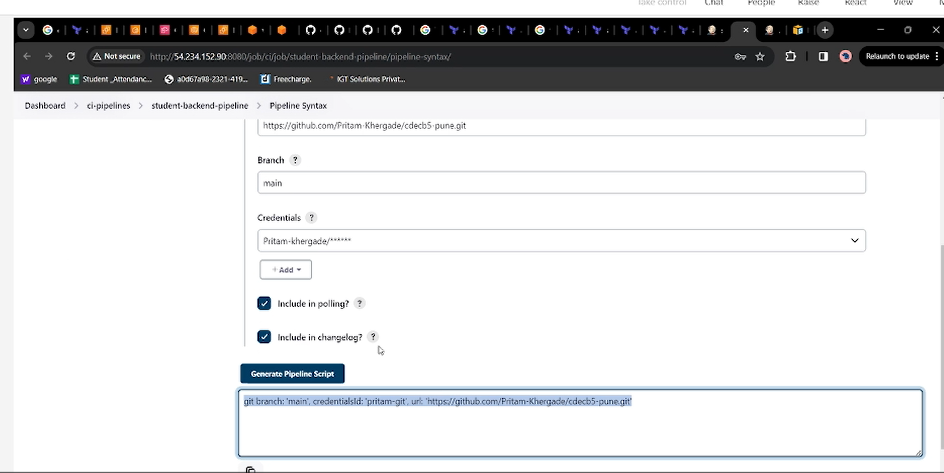 Take control Chat People Raise React View
Not secure http://54.234.152.90:8080/job/ci/job/student-backend-pipeline/pipeline-syntax/ Relaunch to update
google Student _Attendanc... a0d67a98-2321-419... Freecharge. IGT Solutions Privat...
Dashboard > ci-pipelines > student-backend-pipeline > Pipeline Syntax
https://github.com/Pritam-Khergade/cdecb5-pune.git
Branch ?
main
Credentials ?
Pritam-khergade/******
+ Add
Include in polling? ?
Include in changelog? ?
Generate Pipeline Script
git branch: 'main', credentialsId: 'pritam-git', url: 'https://github.com/Pritam-Khergade/cdecb5-pune.git'